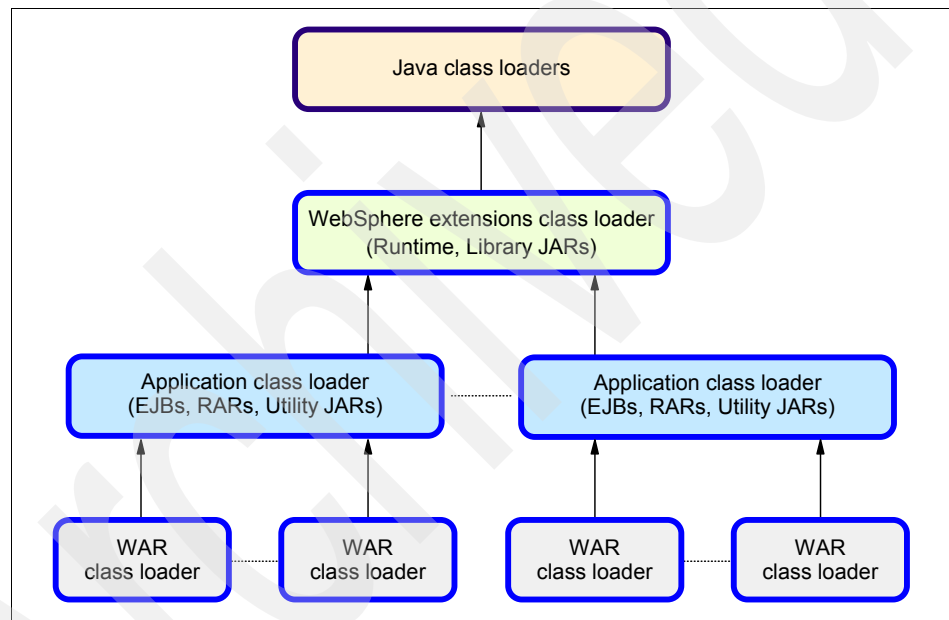 Java class loaders
WebSphere extensions class loader
(Runtime, Library JARs)
Application class loader
(EJBs, RARs, Utility JARs)
Application class loader
(EJBs, RARs, Utility JARs)
WAR
class loader
WAR
class loader
WAR
class loader
WAR
class loader